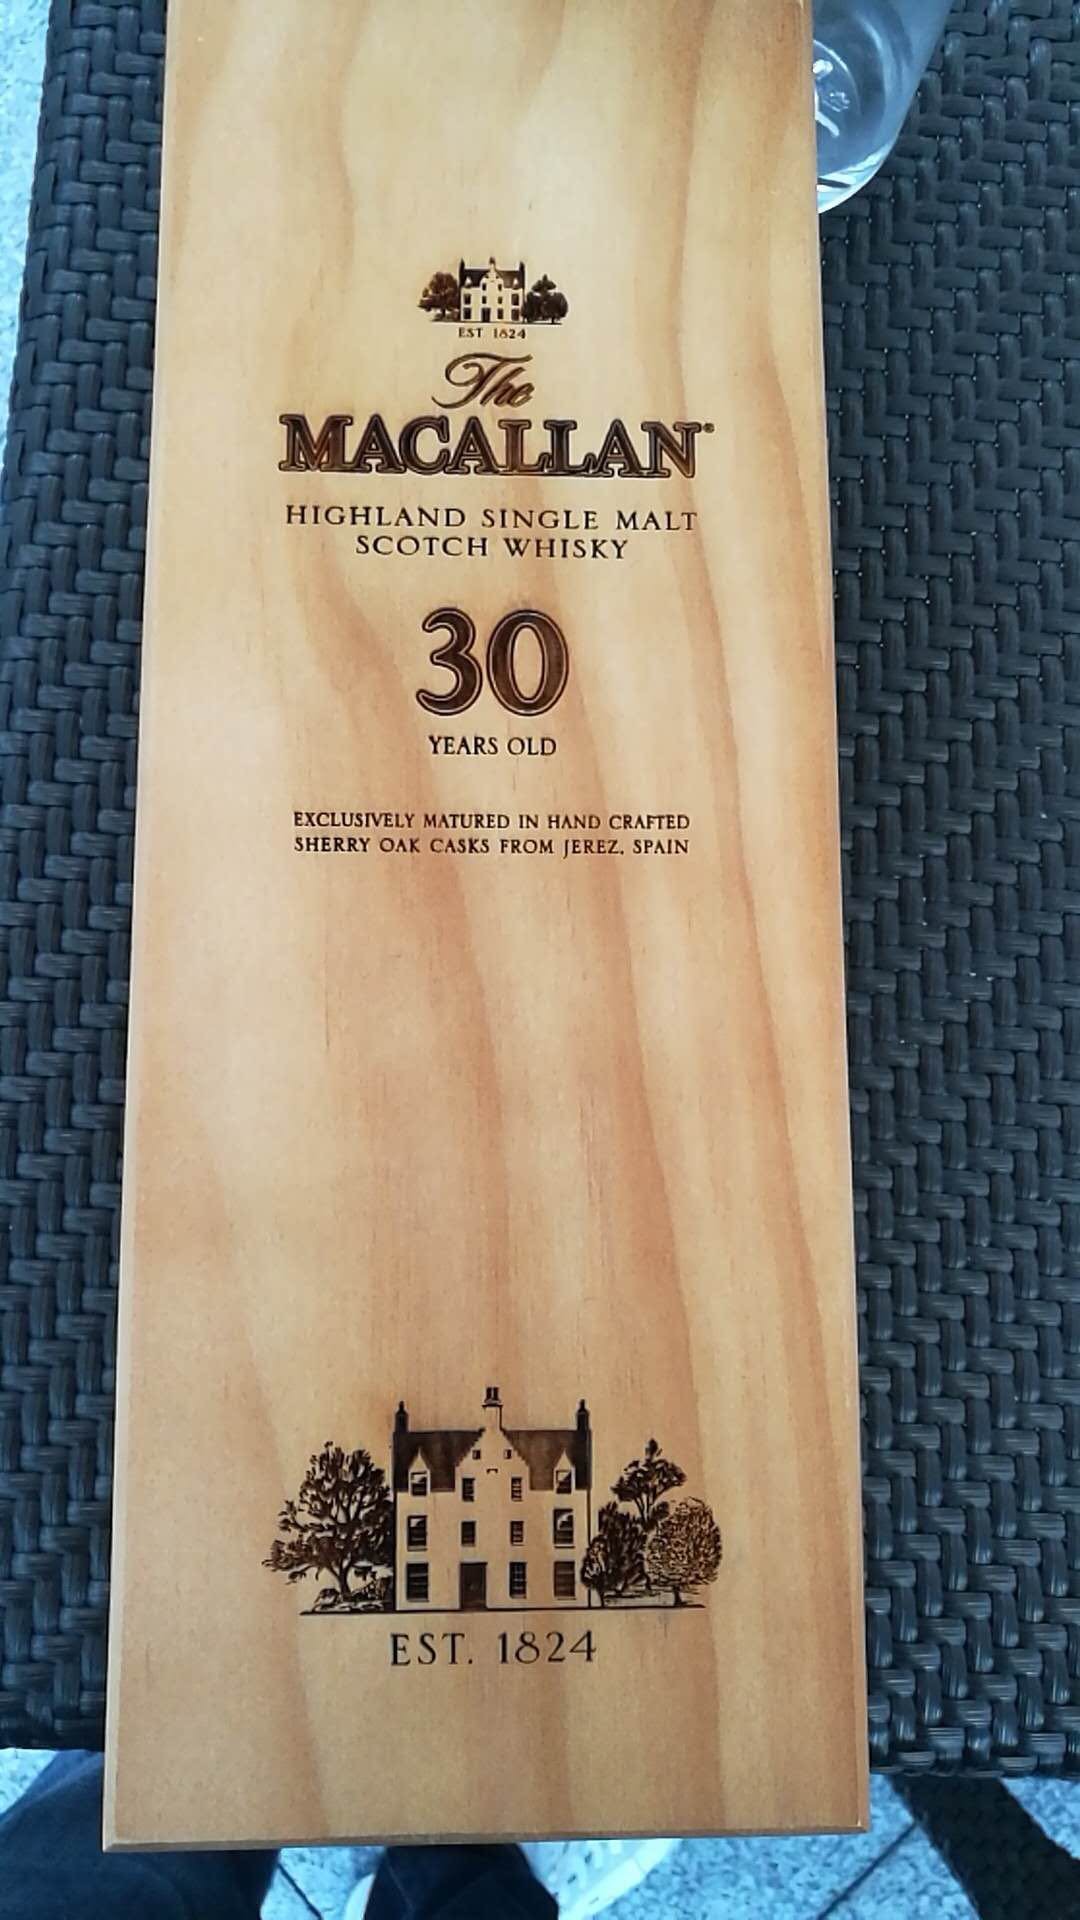 EST 1824
The
MACALLAN®
HIGHLAND SINGLE MALT
SCOTCH WHISKY
30
YEARS OLD
EXCLUSIVELY MATURED IN HAND CRAFTED
SHERRY OAK CASKS FROM JEREZ, SPAIN
EST. 1824